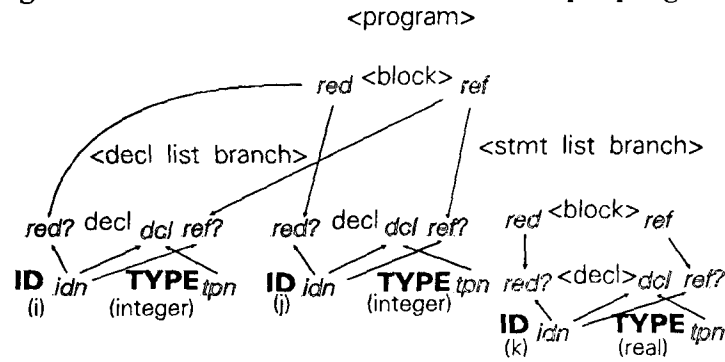 <program>
red <block> ref
<decl list branch>
<stmt list branch>
red? decl dcl ref?
red? decl dcl ref?
red <block> ref
ID idn TYPE tpn
(i) (integer)
ID idn TYPE tpn
(j) (integer)
red? <decl> dcl ref?
ID idn TYPE tpn
(k) (real)